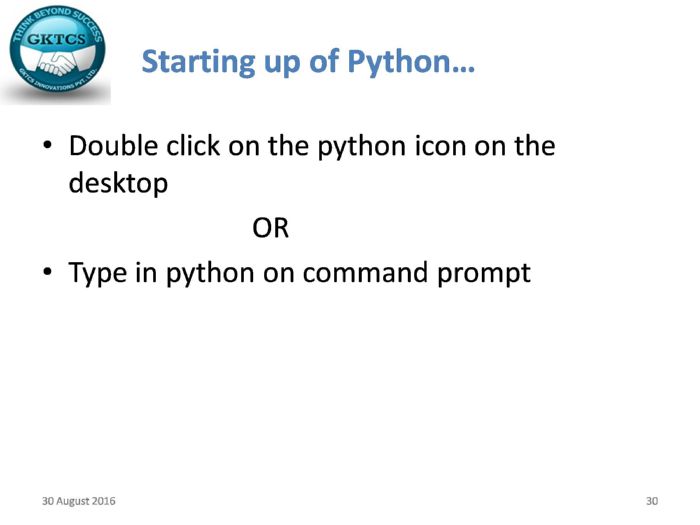 THINK BEYOND SUCCESS
GKTCS
GKTCS INNOVATIONS PVT. LTD.
Starting up of Python...
• Double click on the python icon on the
desktop
OR
• Type in python on command prompt
30 August 2016
30